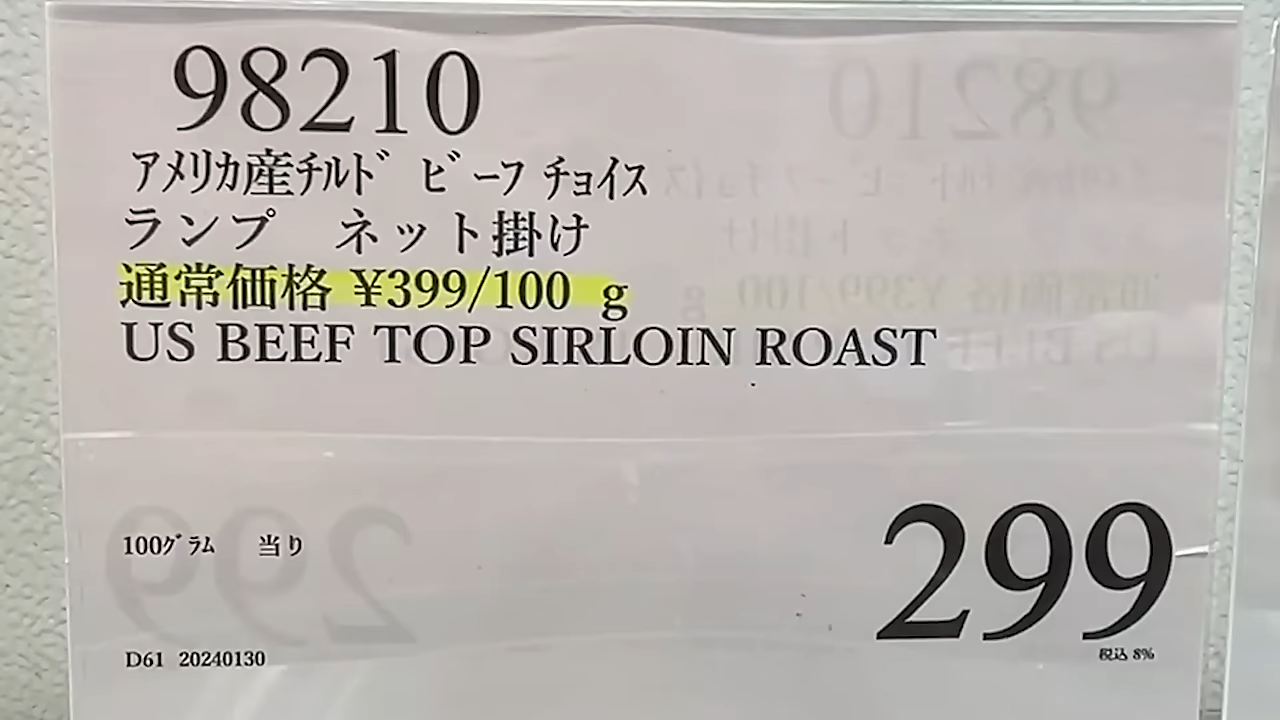 98210
ｱﾒﾘｶ産ﾁﾙﾄﾞ ﾋﾞｰﾌ ﾁｮｲｽ
ランプ　ネット掛け
通常価格 ¥399/100 g
US BEEF TOP SIRLOIN ROAST
100ｸﾞﾗﾑ 当り
299
税込 8%
D61 20240130